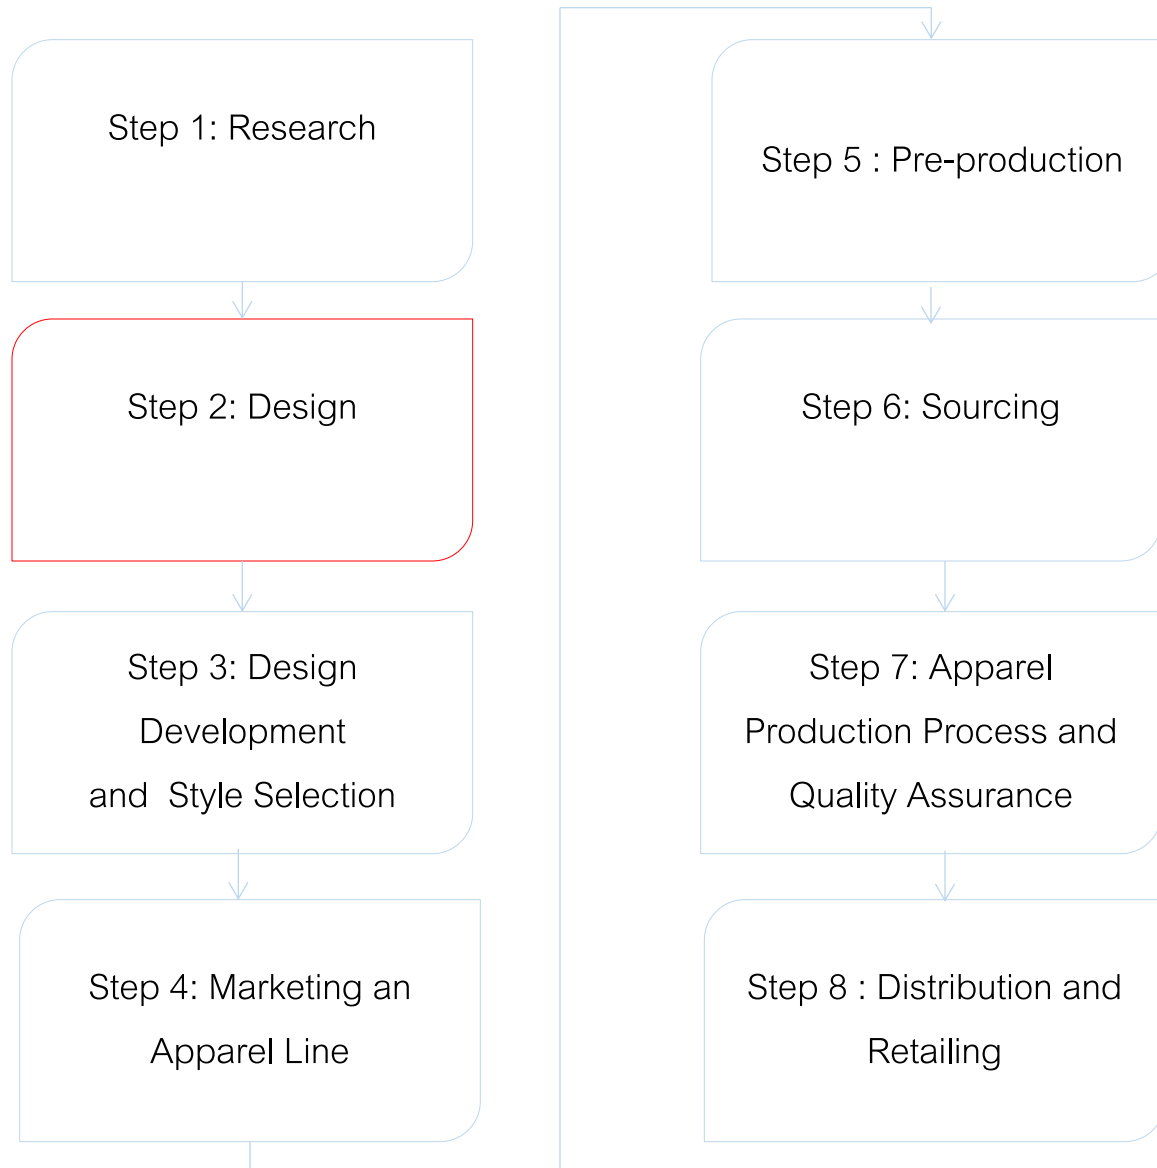 Step 1: Research
Step 2: Design
Step 3: Design
Development
and  Style Selection
Step 4: Marketing an
Apparel Line
Step 5 : Pre-production
Step 6: Sourcing
Step 7: Apparel
Production Process and
Quality Assurance
Step 8 : Distribution and
Retailing